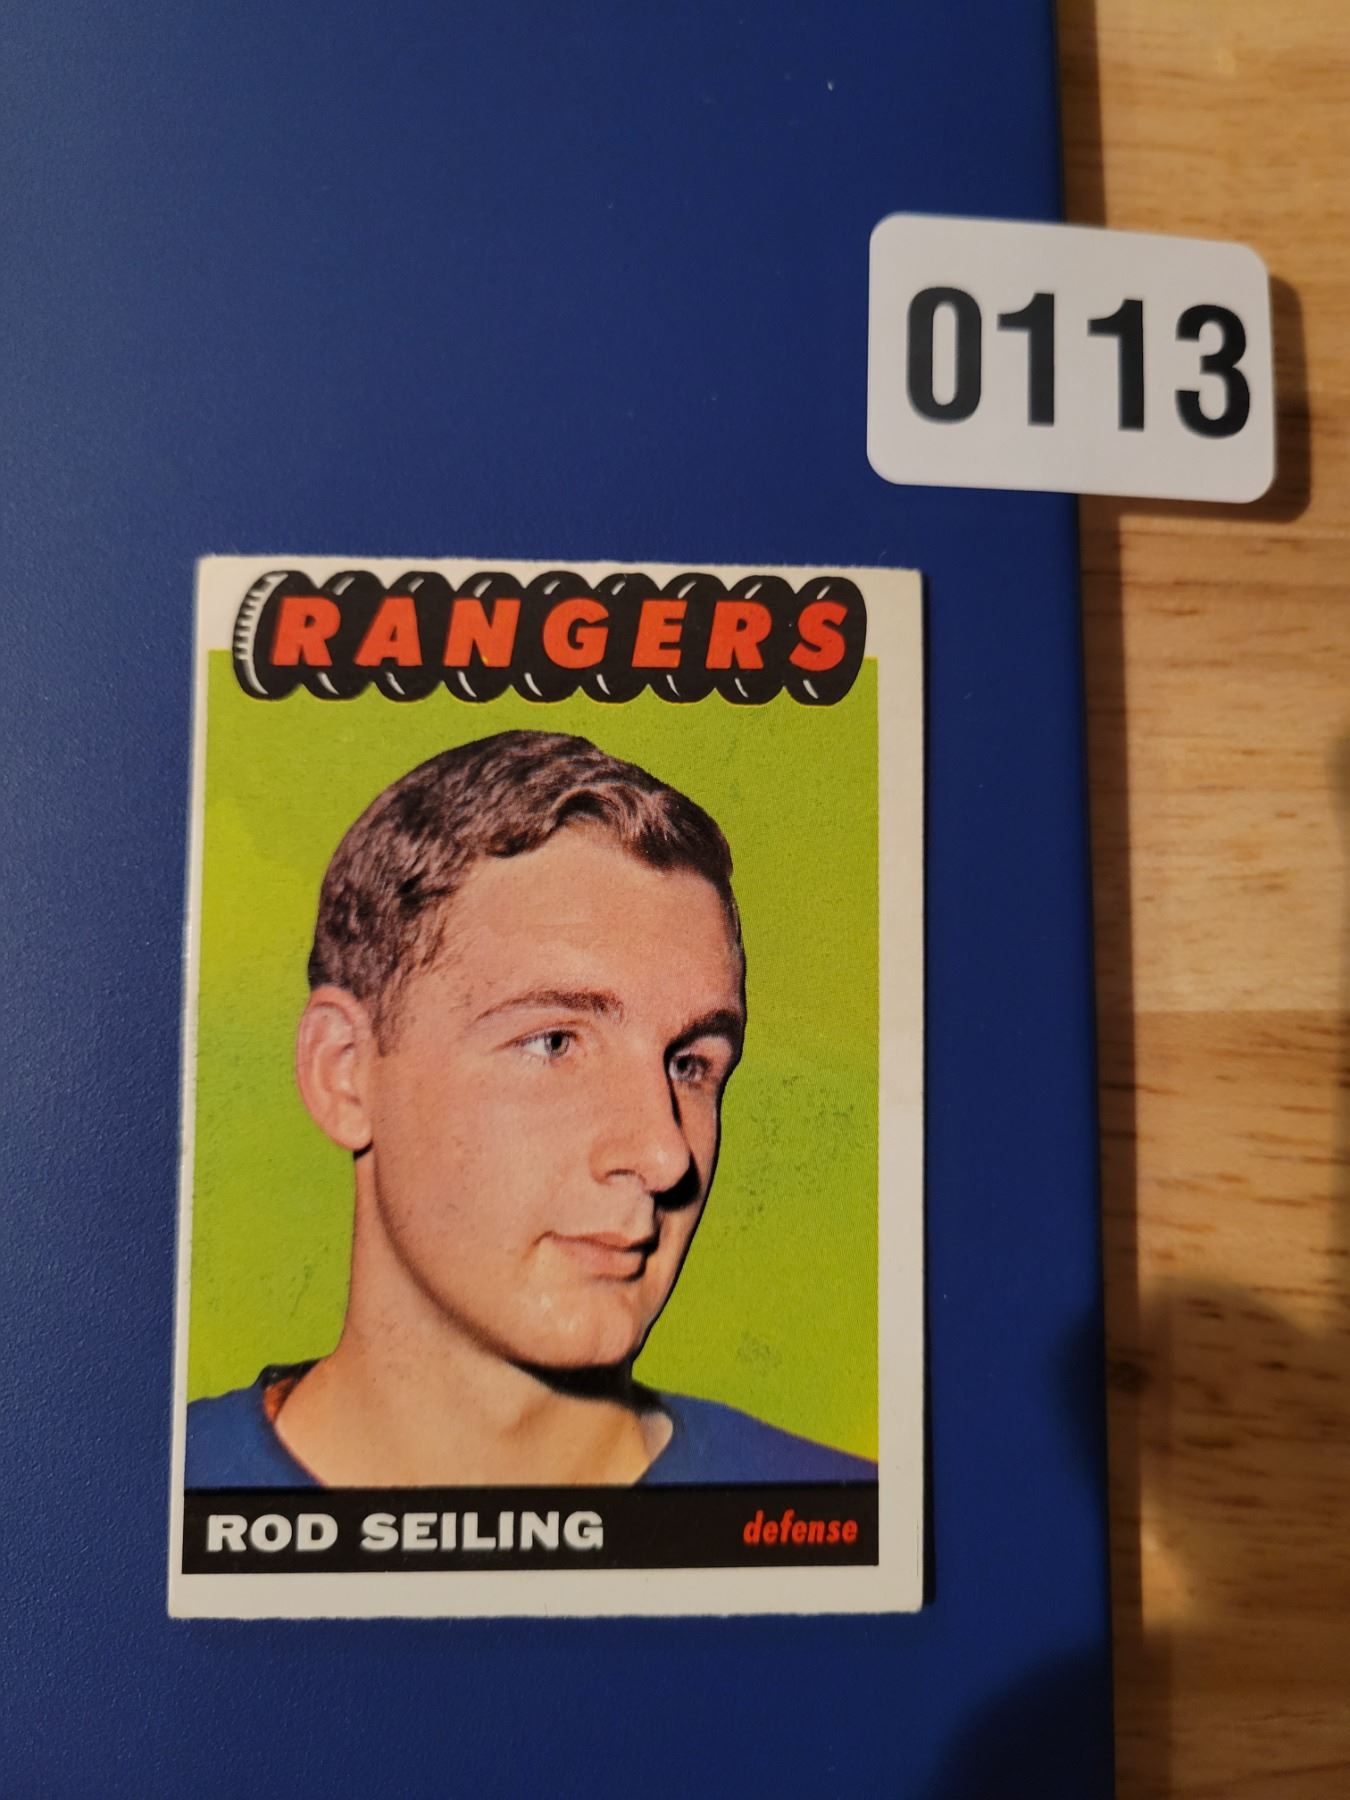 0113
RANGERS
ROD SEILING defense